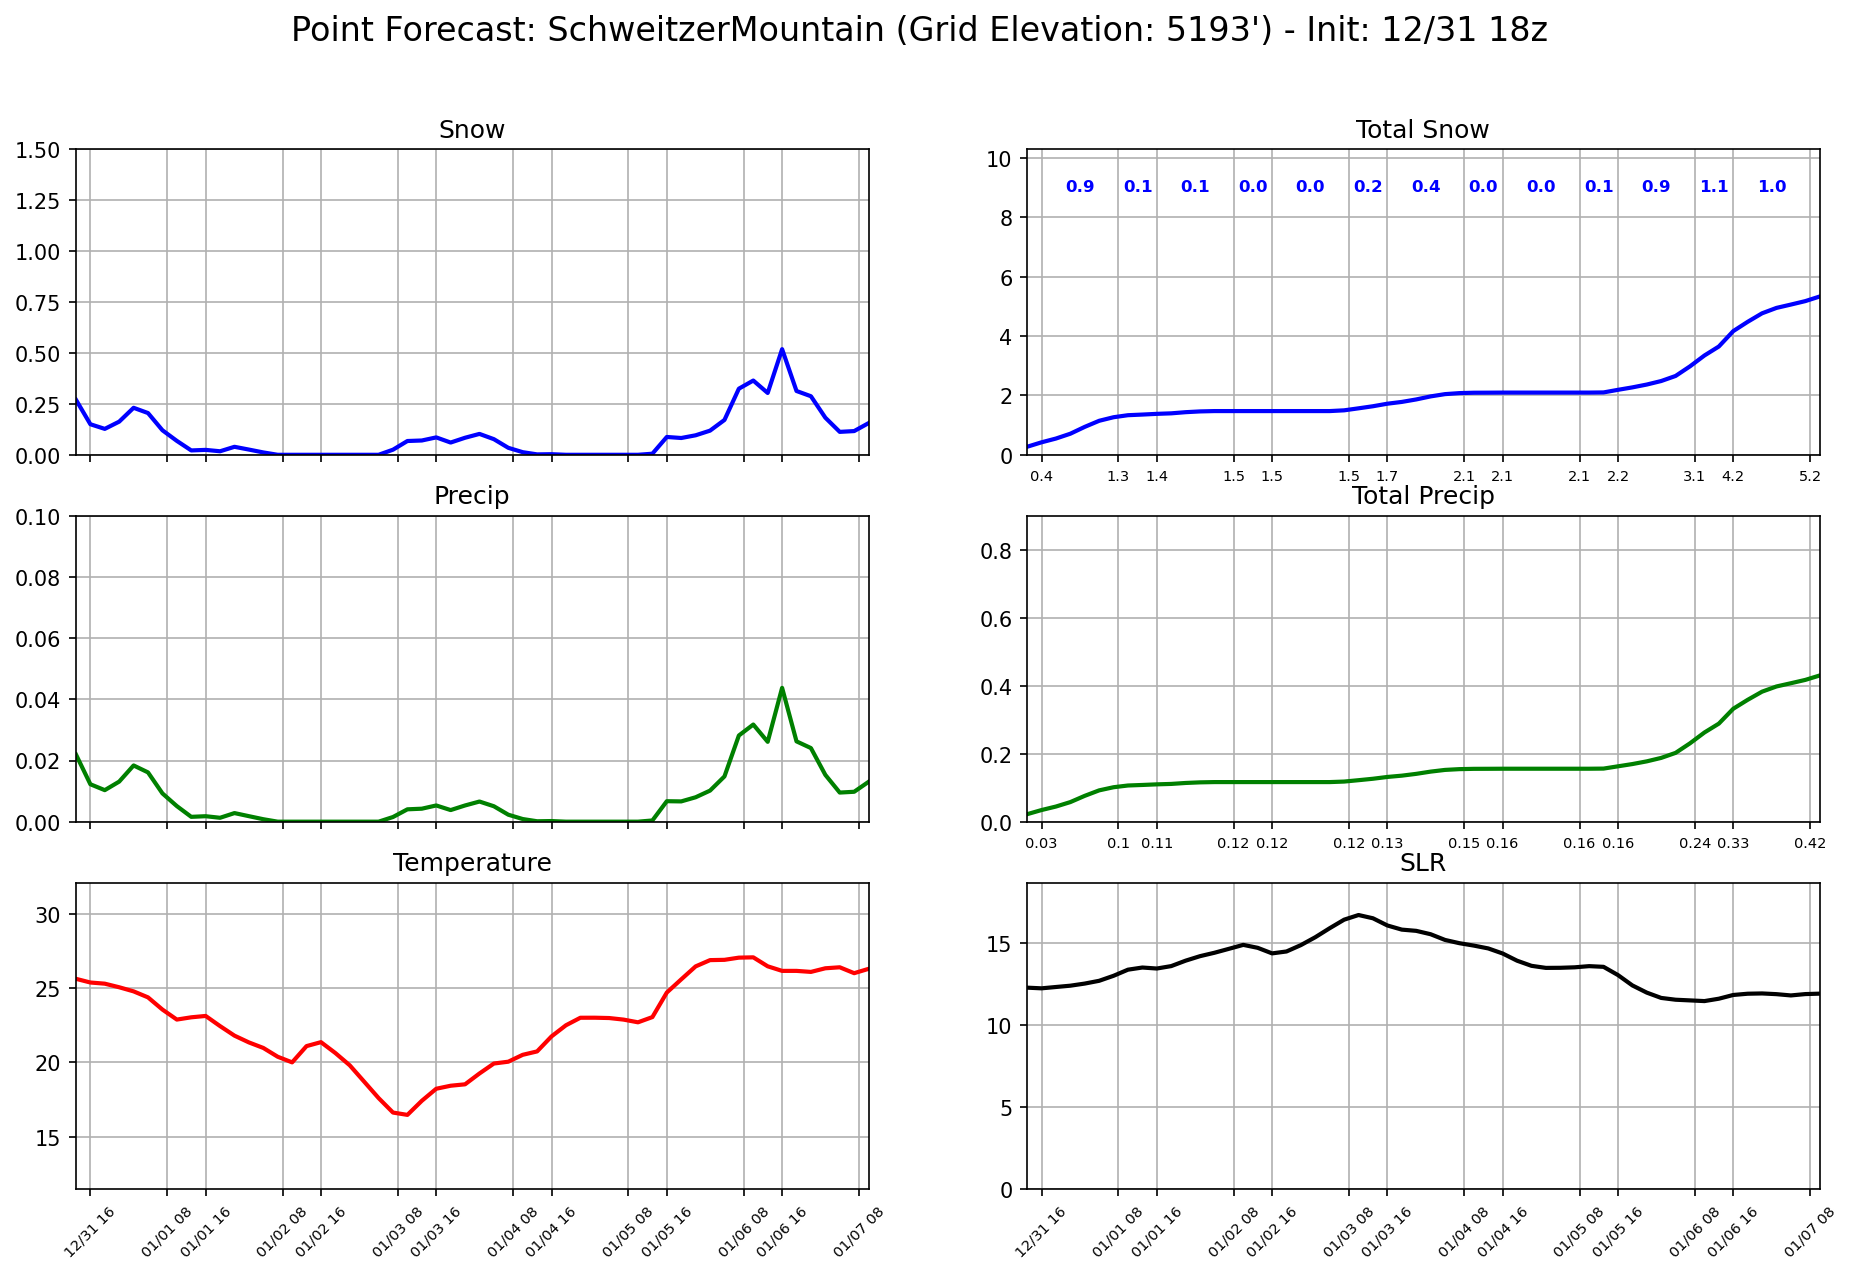 Point Forecast: SchweitzerMountain (Grid Elevation: 5193') - Init: 12/31 18z
Snow
1.50
1.25
1.00
0.75
0.50
0.25
0.00
Total Snow
10
8
6
4
2
0
0.9 0.1 0.1 0.0 0.0 0.2 0.4 0.0 0.0 0.1 0.9 1.1 1.0
0.4 1.3 1.4 1.5 1.5 1.5 1.7 2.1 2.1 2.1 2.2 3.1 4.2 5.2
Precip
0.10
0.08
0.06
0.04
0.02
0.00
Total Precip
0.8
0.6
0.4
0.2
0.0
0.03 0.1 0.11 0.12 0.12 0.12 0.13 0.15 0.16 0.16 0.16 0.24 0.33 0.42
Temperature
30
25
20
15
12/31 16 01/01 08 01/01 16 01/02 08 01/02 16 01/03 08 01/03 16 01/04 08 01/04 16 01/05 08 01/05 16 01/06 08 01/06 16 01/07 08
SLR
15
10
5
0
12/31 16 01/01 08 01/01 16 01/02 08 01/02 16 01/03 08 01/03 16 01/04 08 01/04 16 01/05 08 01/05 16 01/06 08 01/06 16 01/07 08